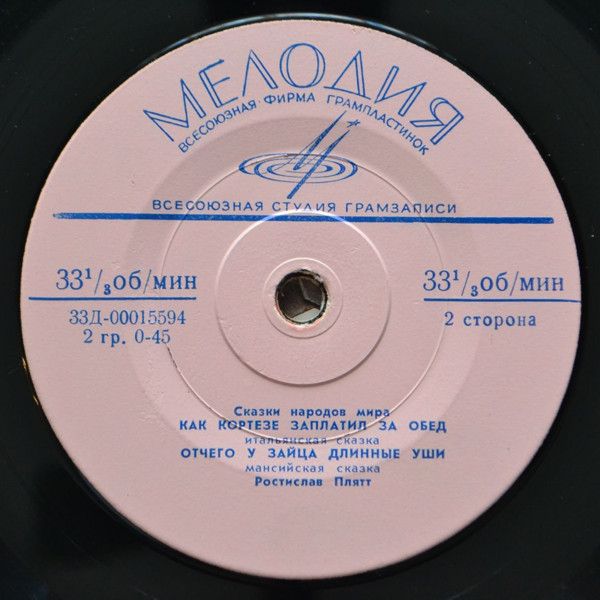 МЕЛОДИЯ
ВСЕСОЮЗНАЯ ФИРМА ГРАМПЛАСТИНОК
ВСЕСОЮЗНАЯ СТУДИЯ ГРАМЗАПИСИ
33¹/₃об/мин
33Д-00015594
2 гр. 0-45
33¹/₃об/мин
2 сторона
Сказки народов мира
КАК КОРТЕЗЕ ЗАПЛАТИЛ ЗА ОБЕД
итальянская сказка
ОТЧЕГО У ЗАЙЦА ДЛИННЫЕ УШИ
мансийская сказка
Ростислав Плятт